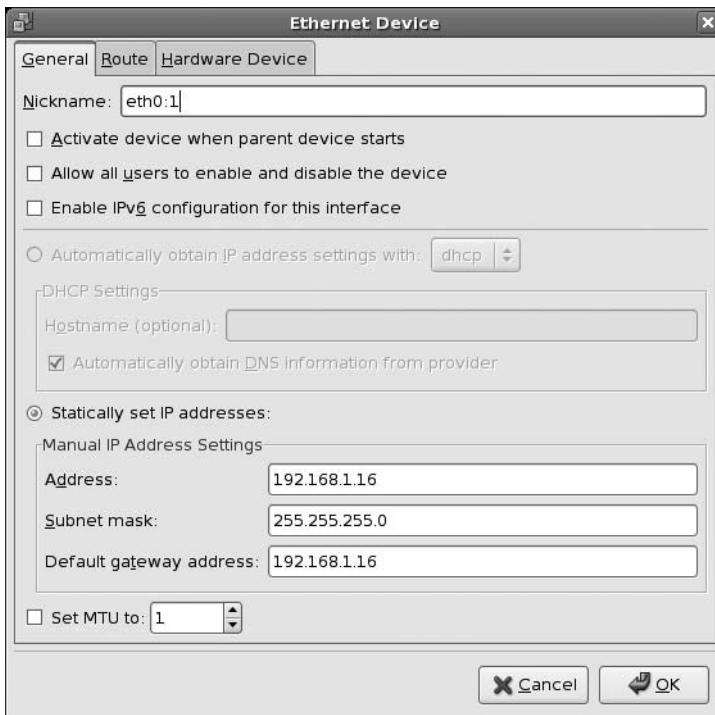 Ethernet Device
General Route Hardware Device
Nickname: eth0:1
Activate device when parent device starts
Allow all users to enable and disable the device
Enable IPv6 configuration for this interface
Automatically obtain IP address settings with: dhcp
DHCP Settings
Hostname (optional):
Automatically obtain DNS information from provider
Statically set IP addresses:
Manual IP Address Settings
Address: 192.168.1.16
Subnet mask: 255.255.255.0
Default gateway address: 192.168.1.16
Set MTU to: 1
Cancel OK